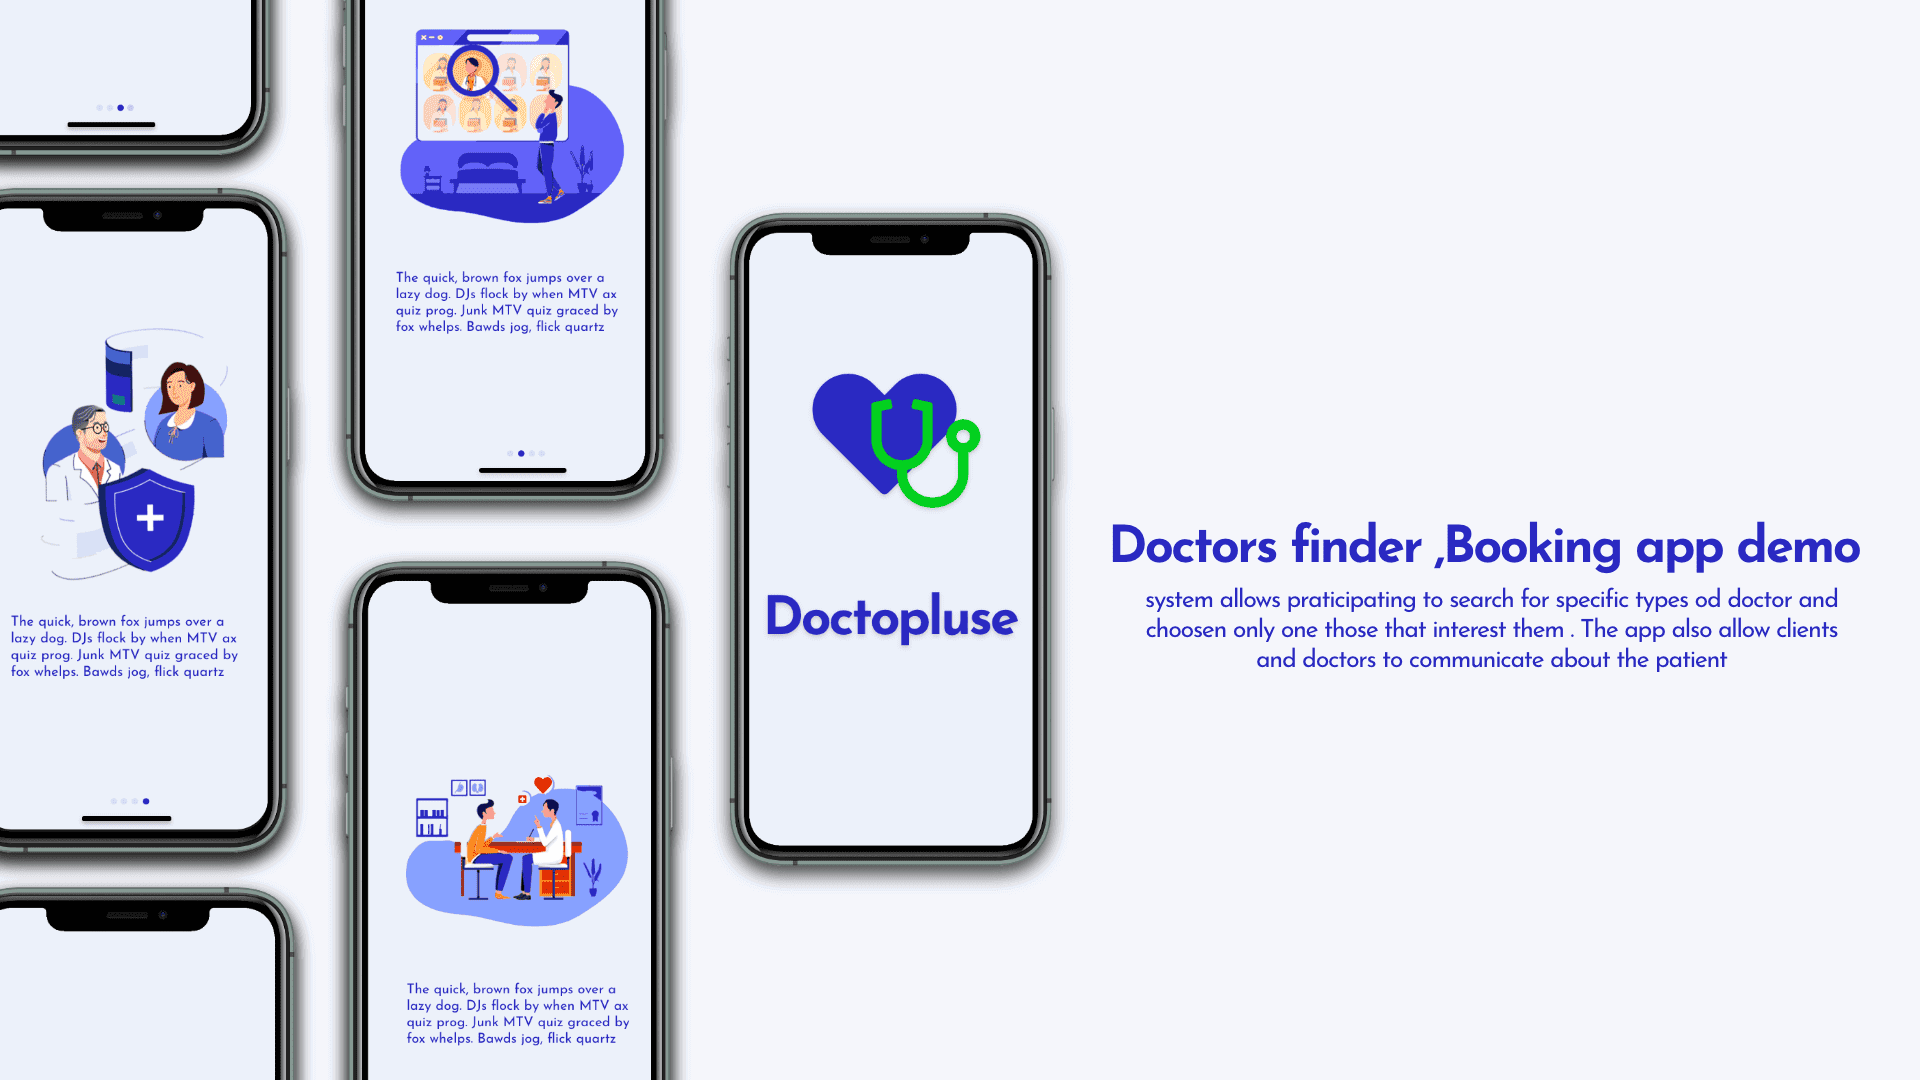 The quick, brown fox jumps over a
lazy dog. DJs flock by when MTV ax
quiz prog. Junk MTV quiz graced by
fox whelps. Bawds jog, flick quartz
The quick, brown fox jumps over a
lazy dog. DJs flock by when MTV ax
quiz prog. Junk MTV quiz graced by
fox whelps. Bawds jog, flick quartz
The quick, brown fox jumps over a
lazy dog. DJs flock by when MTV ax
quiz prog. Junk MTV quiz graced by
fox whelps. Bawds jog, flick quartz
Doctopluse
Doctors finder ,Booking app demo
system allows praticipating to search for specific types od doctor and
choosen only one those that interest them . The app also allow clients
and doctors to communicate about the patient